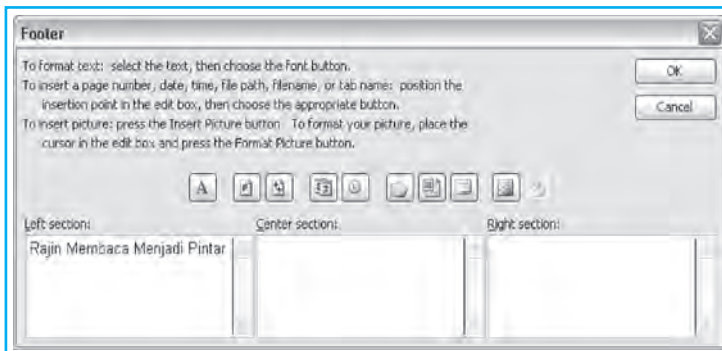 Footer
To format text: select the text, then choose the font button.
To insert a page number, date, time, file path, filename, or tab name: position the
insertion point in the edit box, then choose the appropriate button.
To insert picture: press the Insert Picture button To format your picture, place the
cursor in the edit box and press the Format Picture button.
OK
Cancel
A
Left section:
Center section:
Right section:
Rajin Membaca Menjadi Pintar